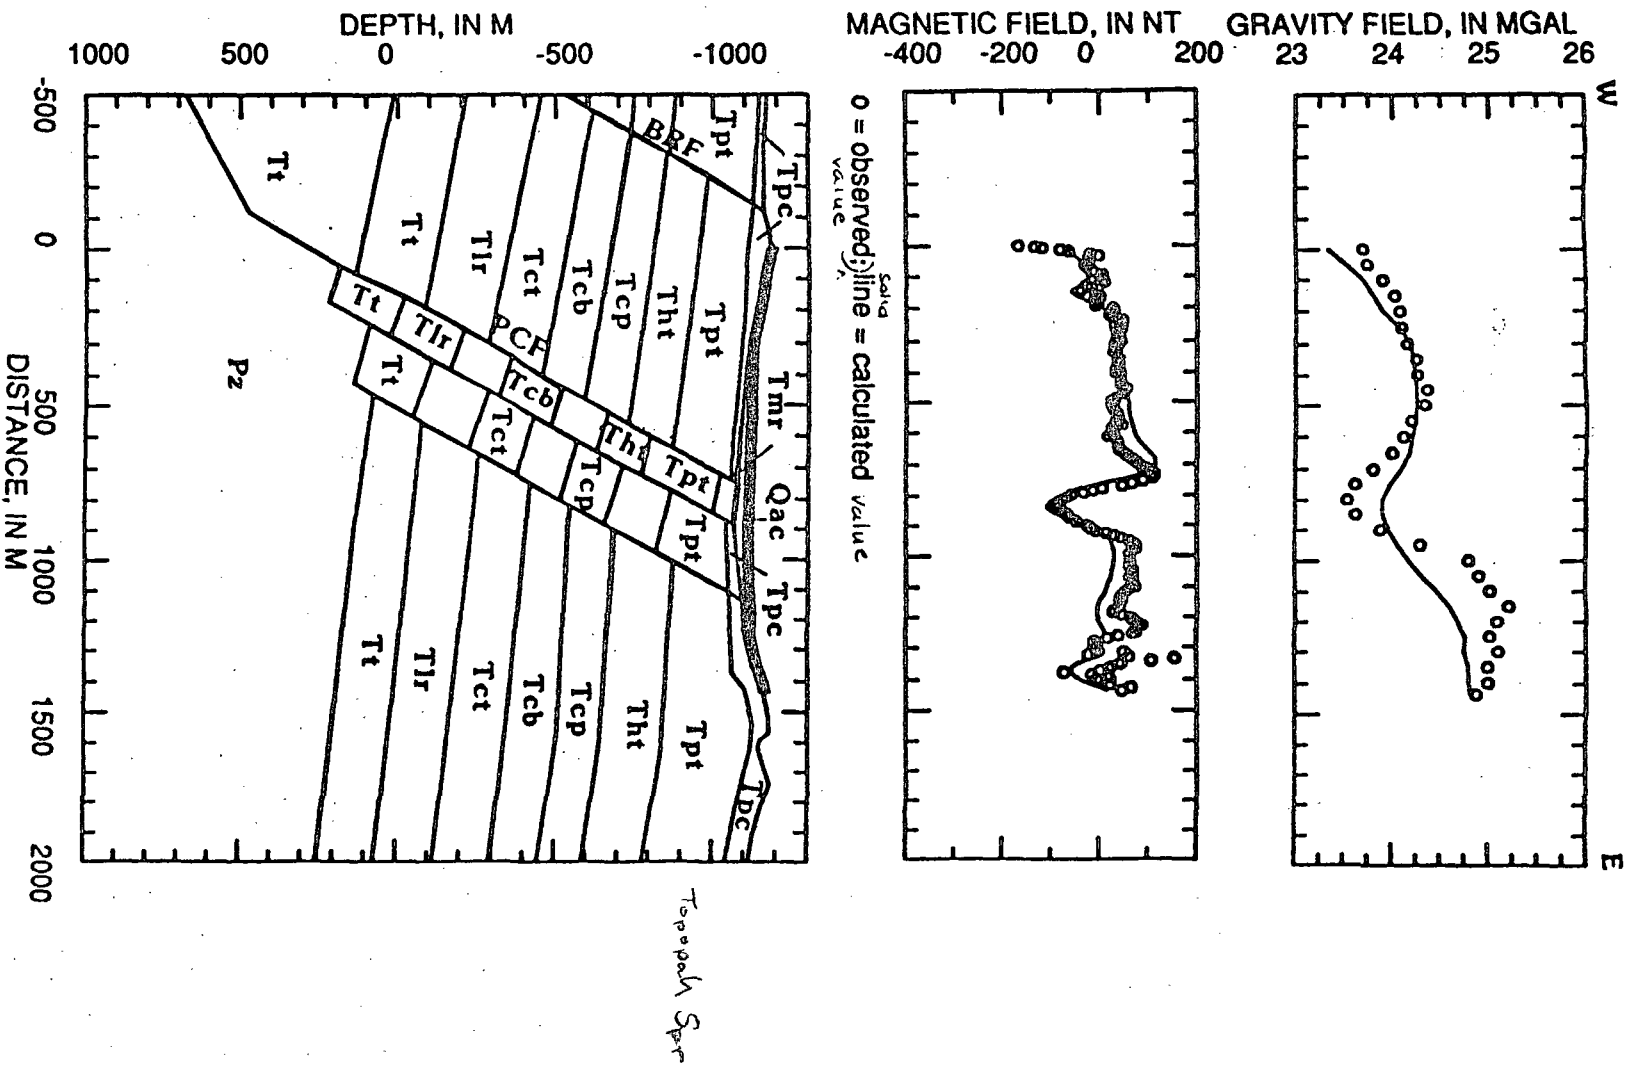 DEPTH, IN M
1000 500 0 -500 -1000
MAGNETIC FIELD, IN NT
-400 -200 0 200
GRAVITY FIELD, IN MGAL
23 24 25 26
W
E
o = observed; line = calculated
value
solid
value
-500
0
500
1000
1500
2000
DISTANCE, IN M
BRF
Tpt
Tpc
Tt
Tt
Tlr
Tct
Tcb
Tcp
Tht
Tpt
PCF
Tt
Tlr
Tcb
Tht
Tpt
Tmr
Qac
Tpc
Pz
Tt
Tct
Tcp
Tpt
Tt
Tlr
Tct
Tcb
Tcp
Tht
Tpt
Tpc
Topopah Spr